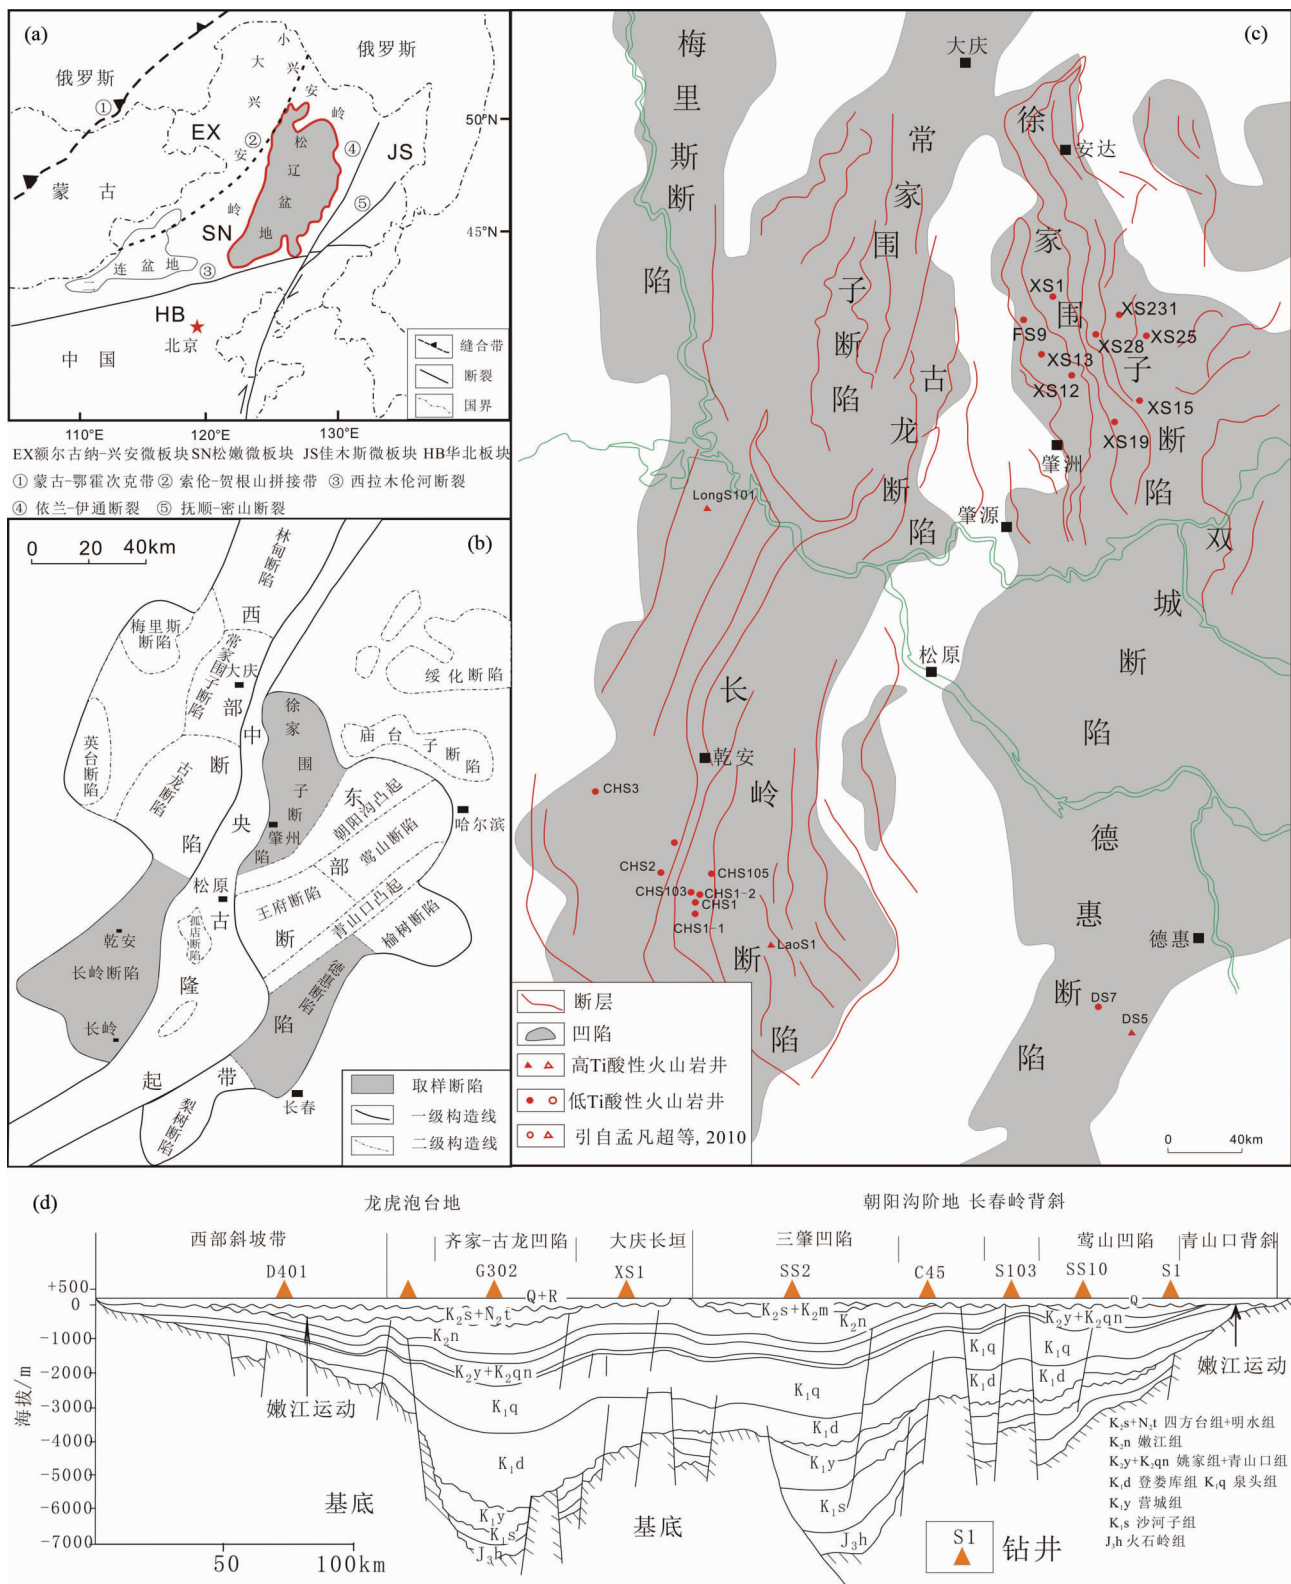 (a)
俄罗斯
俄罗斯
小兴安岭
大兴安岭
①
EX
②
50°N
④
JS
松辽盆地
蒙 古
⑤
SN
45°N
二连盆地
③
HB
北京
中 国
缝合带
断裂
国界
110°E
120°E
130°E
EX额尔古纳-兴安微板块SN松嫩微板块 JS佳木斯微板块 HB华北板块
① 蒙古-鄂霍次克带② 索伦-贺根山拼接带 ③ 西拉木伦河断裂
④ 依兰-伊通断裂 ⑤ 抚顺-密山断裂
(b)
0 20 40km
林甸断陷
西部断陷
梅里斯断陷
常家围子断陷
大庆
绥化断陷
徐家围子断陷
中央古隆起带
英台断陷
庙台子断陷
古龙断陷
东部断陷
朝阳沟凸起
哈尔滨
肇州
莺山断陷
松原
王府断陷
青山口凸起
榆树断陷
孤店断陷
乾安
长岭断陷
德惠断陷
长岭
长春
梨树断陷
取样断陷
一级构造线
二级构造线
(c)
梅里斯断陷
大庆
常家围子断陷
徐家围子断陷
安达
XS1
XS231
FS9
XS28
XS25
XS13
XS12
XS15
XS19
古龙断陷
肇洲
LongS101
肇源
双城断陷
松原
长岭断陷
乾安
CHS3
CHS2
CHS105
CHS103
CHS1-2
CHS1
CHS1-1
LaoS1
德惠断陷
德惠
DS7
DS5
断层
凹陷
高Ti酸性火山岩井
低Ti酸性火山岩井
引自孟凡超等, 2010
0 40km
(d)
龙虎泡台地
朝阳沟阶地 长春岭背斜
西部斜坡带
齐家-古龙凹陷
大庆长垣
三肇凹陷
莺山凹陷
青山口背斜
D401
G302
XS1
SS2
C45
S103
SS10
S1
+500
0
-1000
-2000
-3000
-4000
-5000
-6000
-7000
海拔/m
Q+R
Q
K₂s+N₂t
K₂s+K₂m
K₂n
K₂n
K₂y+K₂qn
K₂y+K₂qn
K₁q
K₁q
K₁q
K₁q
K₁d
K₁d
K₁d
K₁d
K₁y
K₁y
K₁s
K₁s
J₃h
J₃h
嫩江运动
嫩江运动
基底
基底
50 100km
K₂s+N₂t 四方台组+明水组
K₂n 嫩江组
K₂y+K₂qn 姚家组+青山口组
K₁d 登娄库组 K₁q 泉头组
K₁y 营城组
K₁s 沙河子组
J₃h 火石岭组
S1
钻井